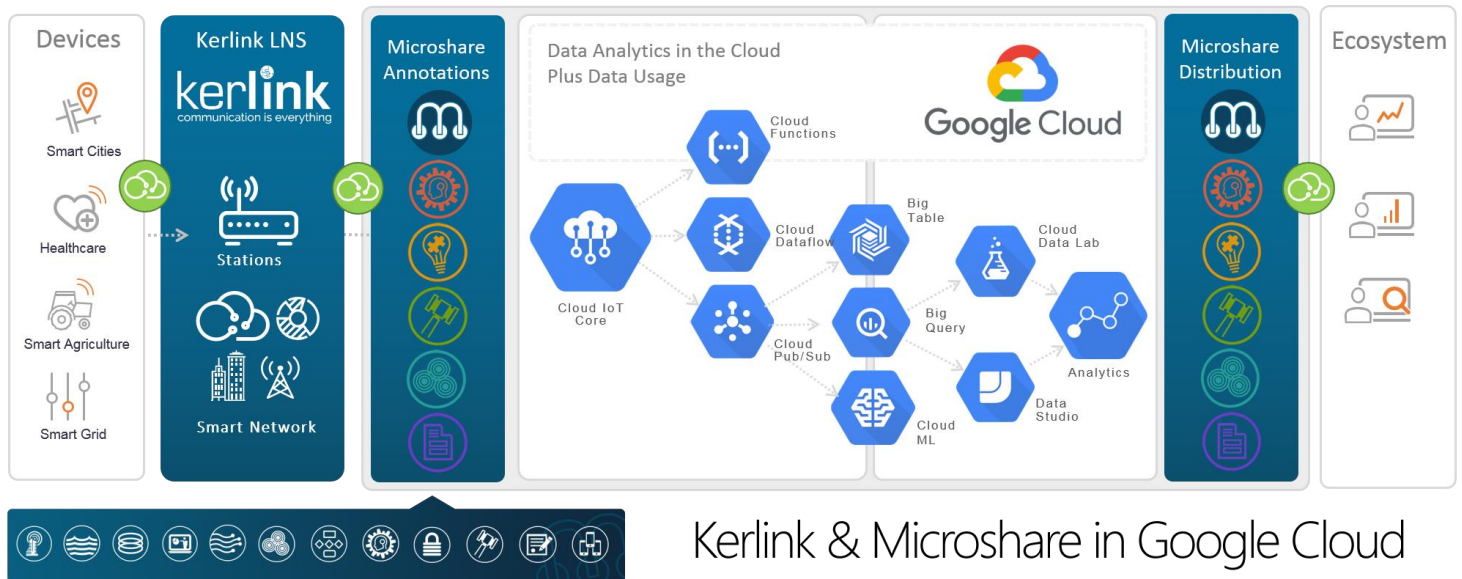 Devices
Smart Cities
Healthcare
Smart Agriculture
Smart Grid
Kerlink LNS
kerlink
communication is everything
Stations
Smart Network
Microshare
Annotations
Data Analytics in the Cloud
Plus Data Usage
Google Cloud
Cloud
Functions
Cloud IoT
Core
Cloud
Dataflow
Cloud
Pub/Sub
Big
Table
Big
Query
Cloud
ML
Cloud
Data Lab
Data
Studio
Analytics
Microshare
Distribution
Ecosystem
Kerlink & Microshare in Google Cloud